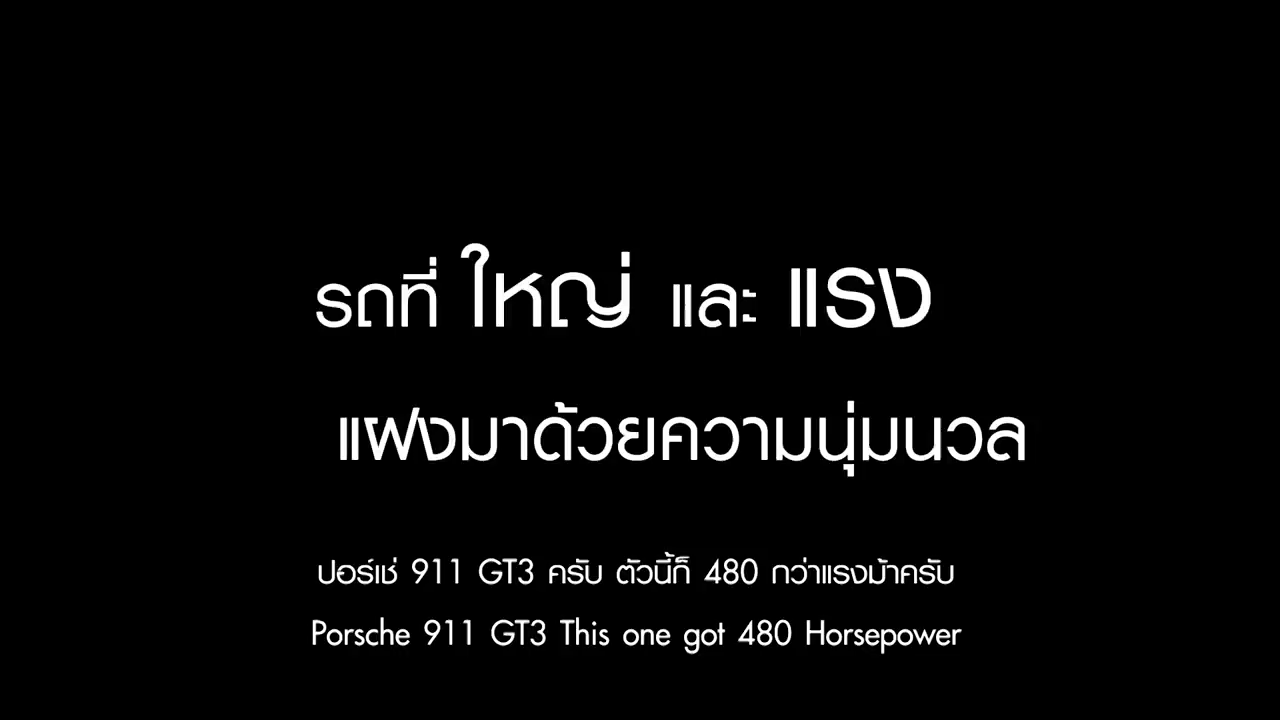 รถที่ ใหญ่ และ แรง
แฝงมาด้วยความนุ่มนวล
ปอร์เช่ 911 GT3 ครับ ตัวนี้ก็ 480 กว่าแรงม้าครับ
Porsche 911 GT3 This one got 480 Horsepower